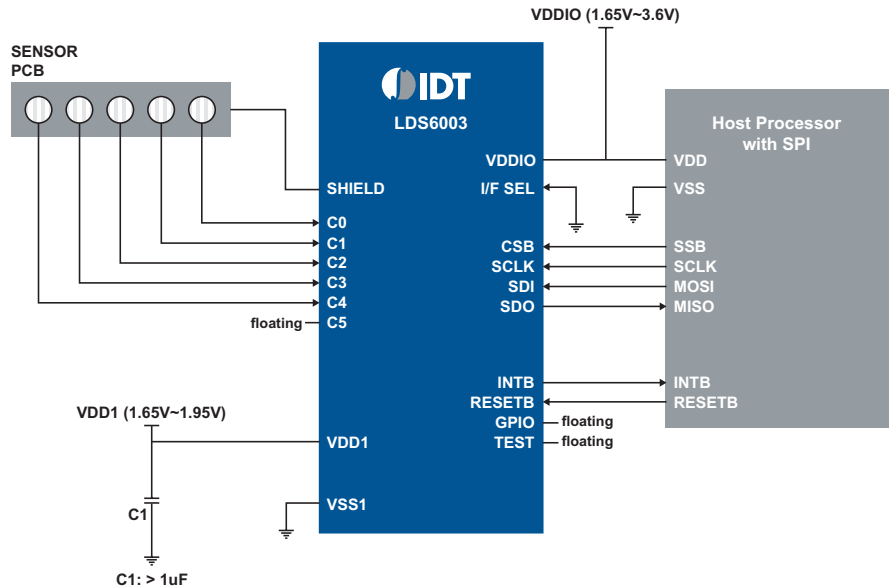 VDDIO (1.65V~3.6V)
SENSOR
PCB
IDT
LDS6003
Host Processor
with SPI
VDDIO
VDD
SHIELD
I/F SEL
VSS
C0
C1
CSB
SSB
C2
SCLK
SCLK
C3
SDI
MOSI
C4
SDO
MISO
floating
C5
INTB
INTB
RESETB
RESETB
GPIO
floating
TEST
floating
VDD1 (1.65V~1.95V)
VDD1
VSS1
C1
C1: > 1uF